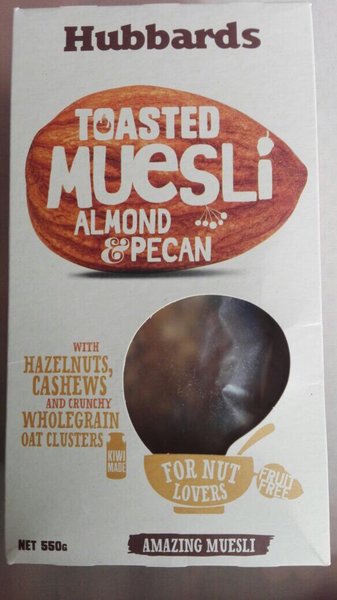 Hubbards
TOASTED
MUeSLi
ALMOND
& PECAN
WITH
HAZELNUTS,
CASHEWS
AND CRUNCHY
WHOLEGRAIN
OAT CLUSTERS
KIWI
MADE
FOR NUT
LOVERS
FRUIT
FREE
NET 550G
AMAZING MUESLI